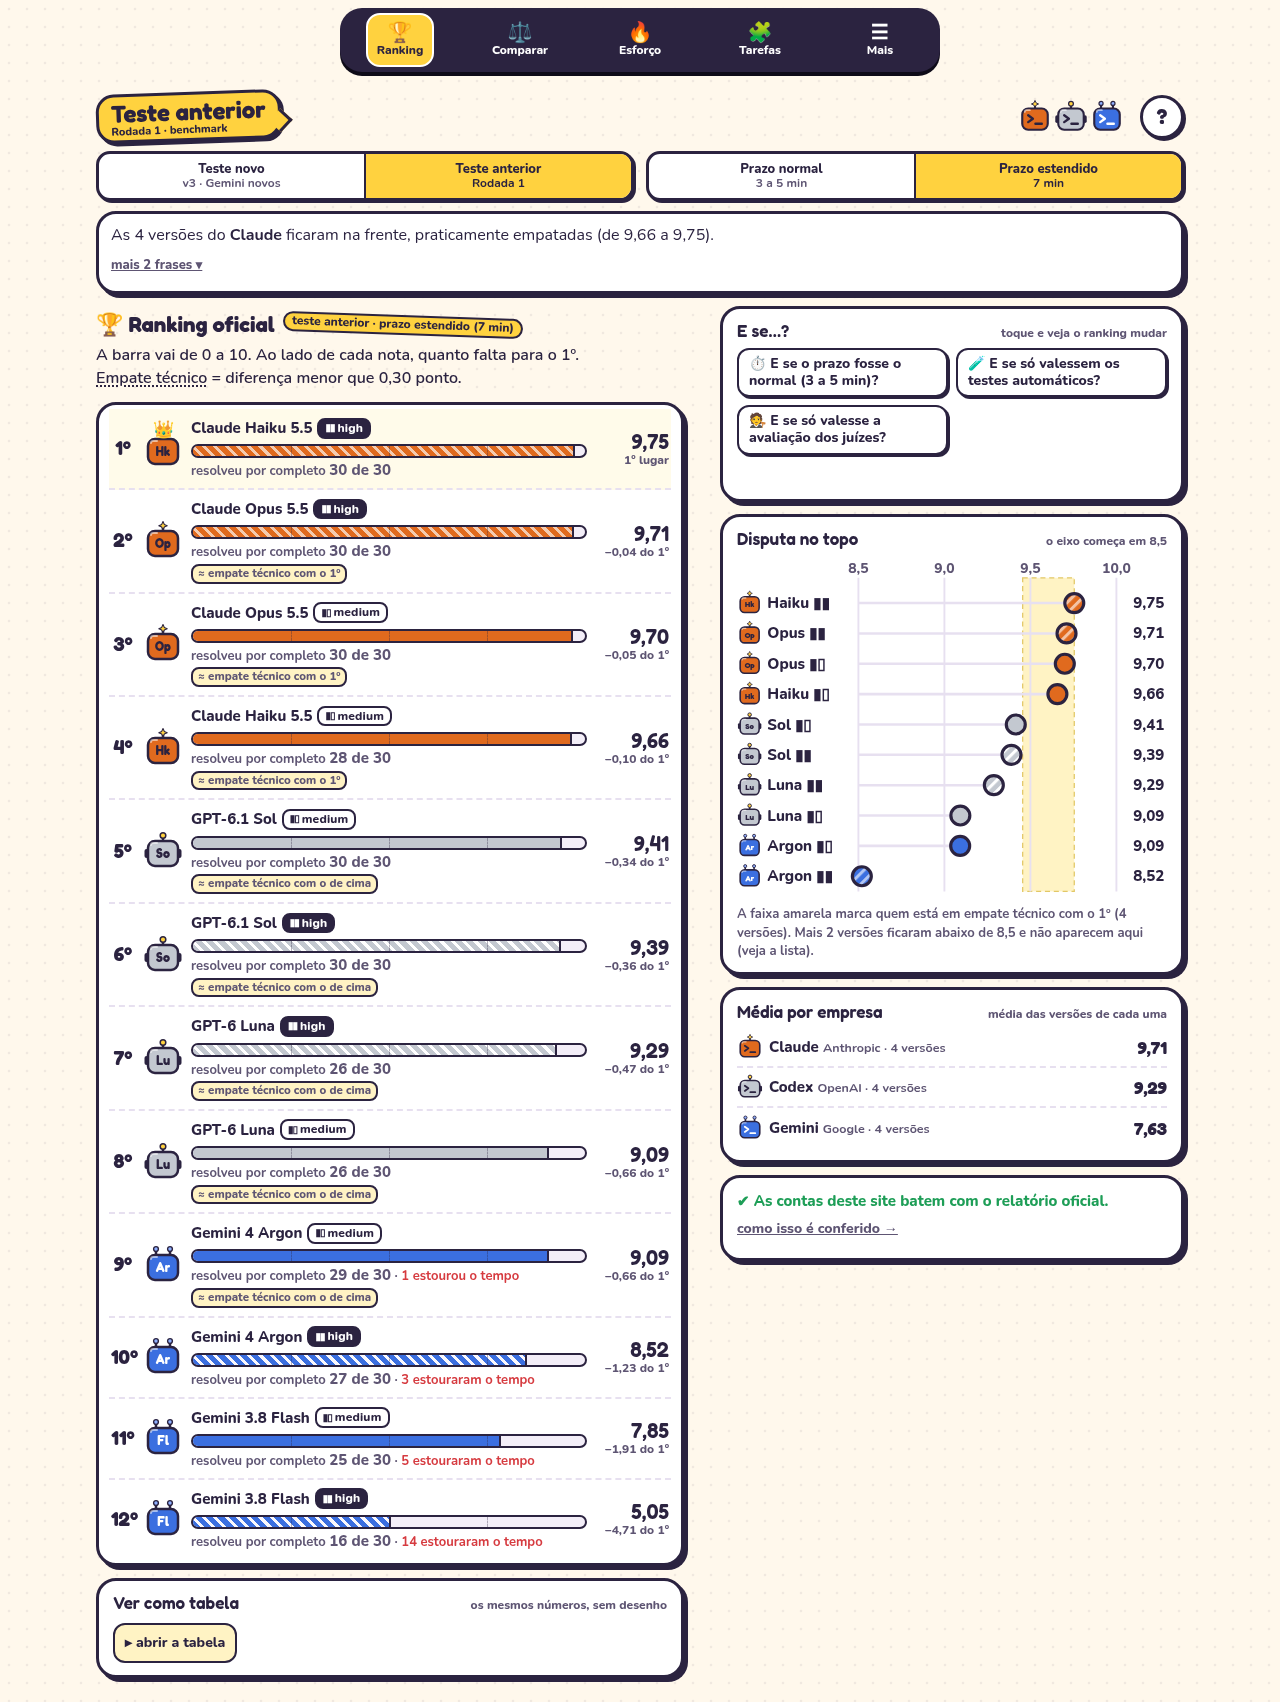 Ranking
Comparar
Esforço
Tarefas
Mais
Teste anterior
Rodada 1 · benchmark
?
Teste novo
v3 · Gemini novos
Teste anterior
Rodada 1
Prazo normal
3 a 5 min
Prazo estendido
7 min
As 4 versões do Claude ficaram na frente, praticamente empatadas (de 9,66 a 9,75).
mais 2 frases ▾
🏆 Ranking oficial
teste anterior · prazo estendido (7 min)
A barra vai de 0 a 10. Ao lado de cada nota, quanto falta para o 1º.
Empate técnico = diferença menor que 0,30 ponto.
1º Hk Claude Haiku 5.5 high
9,75
1º lugar
resolveu por completo 30 de 30
2º Op Claude Opus 5.5 high
9,71
−0,04 do 1º
resolveu por completo 30 de 30
≈ empate técnico com o 1º
3º Op Claude Opus 5.5 medium
9,70
−0,05 do 1º
resolveu por completo 30 de 30
≈ empate técnico com o 1º
4º Hk Claude Haiku 5.5 medium
9,66
−0,10 do 1º
resolveu por completo 28 de 30
≈ empate técnico com o 1º
5º So GPT-6.1 Sol medium
9,41
−0,34 do 1º
resolveu por completo 30 de 30
≈ empate técnico com o de cima
6º So GPT-6.1 Sol high
9,39
−0,36 do 1º
resolveu por completo 30 de 30
≈ empate técnico com o de cima
7º Lu GPT-6 Luna high
9,29
−0,47 do 1º
resolveu por completo 26 de 30
≈ empate técnico com o de cima
8º Lu GPT-6 Luna medium
9,09
−0,66 do 1º
resolveu por completo 26 de 30
≈ empate técnico com o de cima
9º Ar Gemini 4 Argon medium
9,09
−0,66 do 1º
resolveu por completo 29 de 30 · 1 estourou o tempo
≈ empate técnico com o de cima
10º Ar Gemini 4 Argon high
8,52
−1,23 do 1º
resolveu por completo 27 de 30 · 3 estouraram o tempo
11º Fl Gemini 3.8 Flash medium
7,85
−1,91 do 1º
resolveu por completo 25 de 30 · 5 estouraram o tempo
12º Fl Gemini 3.8 Flash high
5,05
−4,71 do 1º
resolveu por completo 16 de 30 · 14 estouraram o tempo
Ver como tabela
os mesmos números, sem desenho
▸ abrir a tabela
E se...?
toque e veja o ranking mudar
⏱️ E se o prazo fosse o
normal (3 a 5 min)?
🧪 E se só valessem os
testes automáticos?
🧑‍⚖️ E se só valesse a
avaliação dos juízes?
Disputa no topo
o eixo começa em 8,5
8,5 9,0 9,5 10,0
Hk Haiku 9,75
Op Opus 9,71
Op Opus 9,70
Hk Haiku 9,66
So Sol 9,41
So Sol 9,39
Lu Luna 9,29
Lu Luna 9,09
Ar Argon 9,09
Ar Argon 8,52
A faixa amarela marca quem está em empate técnico com o 1º (4
versões). Mais 2 versões ficaram abaixo de 8,5 e não aparecem aqui
(veja a lista).
Média por empresa
média das versões de cada uma
Claude Anthropic · 4 versões 9,71
Codex OpenAI · 4 versões 9,29
Gemini Google · 4 versões 7,63
✔ As contas deste site batem com o relatório oficial.
como isso é conferido →